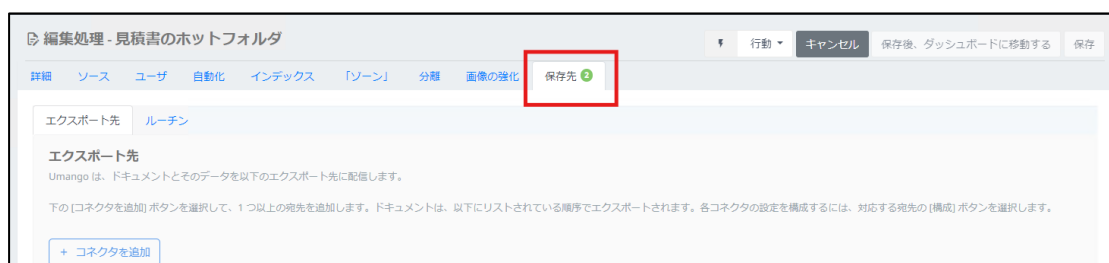 編集処理 - 見積書のホットフォルダ
行動 キャンセル 保存後、ダッシュボードに移動する 保存
詳細 ソース ユーザ 自動化 インデックス 「ゾーン」 分離 画像の強化 保存先 2
エクスポート先 ルーチン
エクスポート先
Umango は、ドキュメントとそのデータを以下のエクスポート先に配信します。
下の [コネクタを追加] ボタンを選択して、1 つ以上の宛先を追加します。ドキュメントは、以下にリストされている順序でエクスポートされます。各コネクタの設定を構成するには、対応する宛先の [構成] ボタンを選択します。
+ コネクタを追加